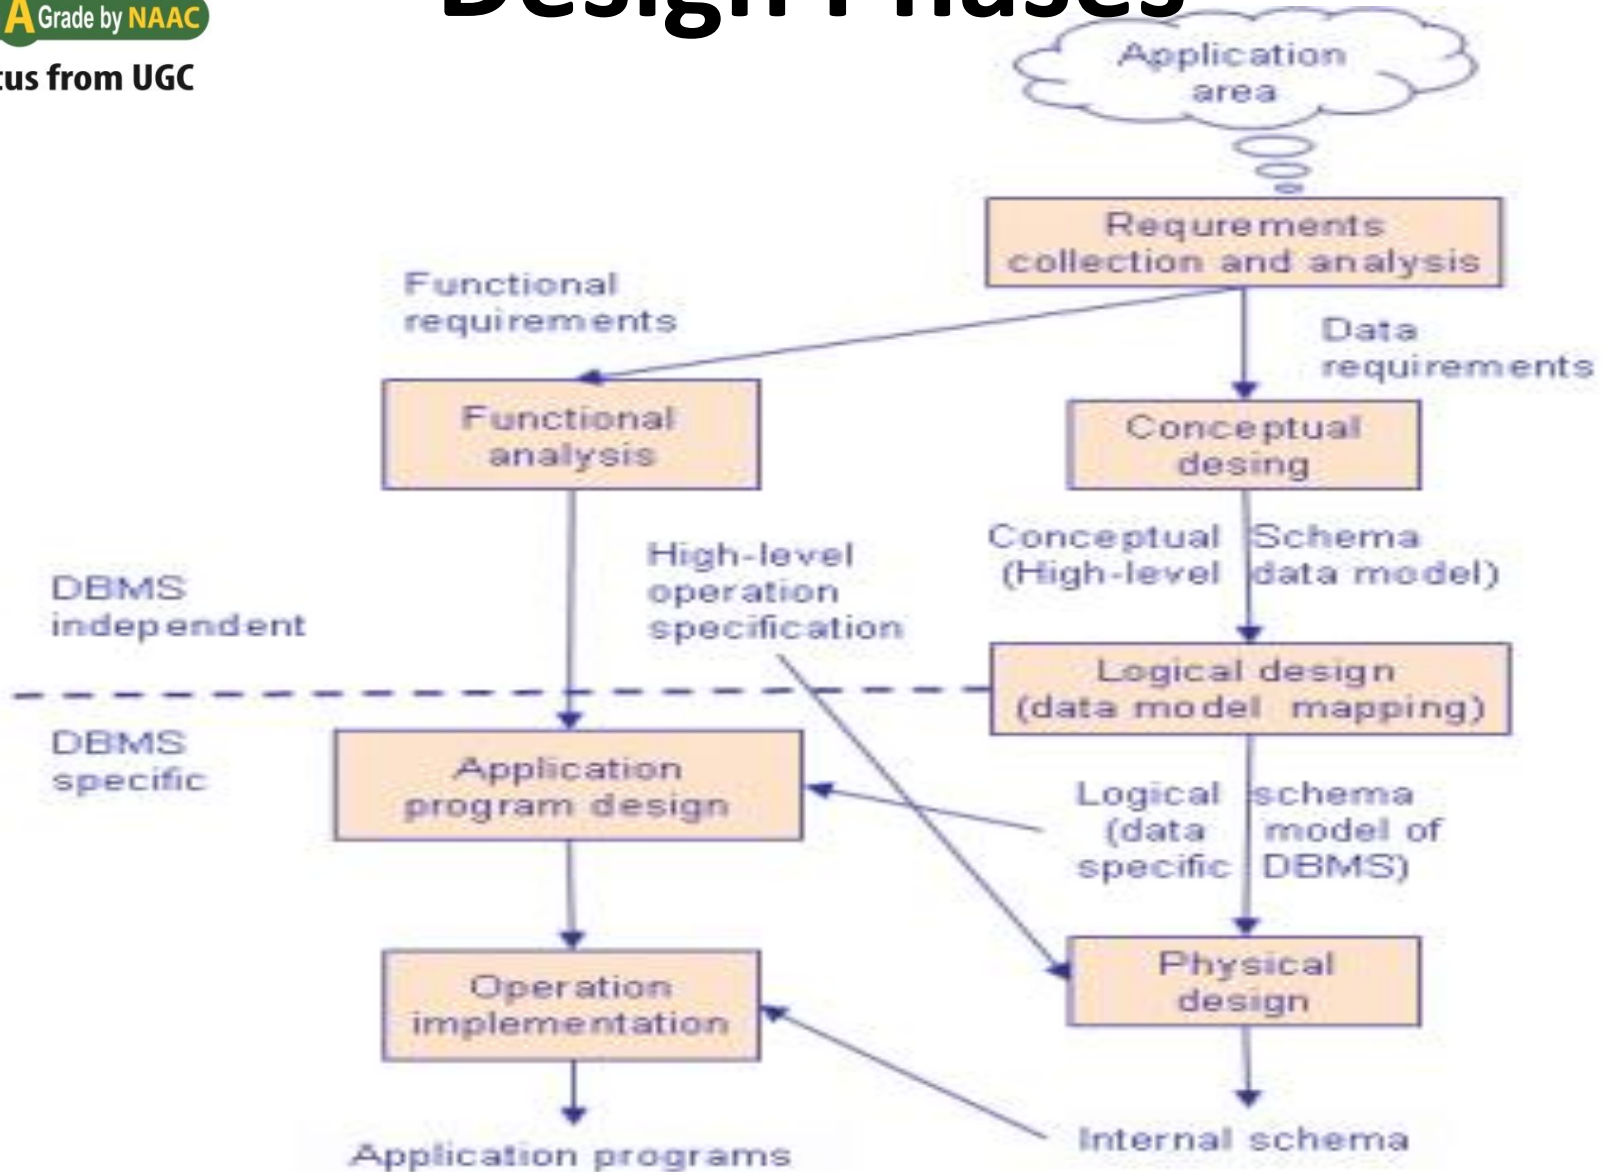 A Grade by NAAC
tus from UGC
Design Phases
Application
area
Requrements
collection and analysis
Functional
requirements
Data
requirements
Functional
analysis
Conceptual
desing
Conceptual Schema
(High-level data model)
High-level
operation
specification
DBMS
independent
Logical design
(data model mapping)
DBMS
specific
Application
program design
Logical schema
(data model of
specific DBMS)
Operation
implementation
Physical
design
Application programs
Internal schema